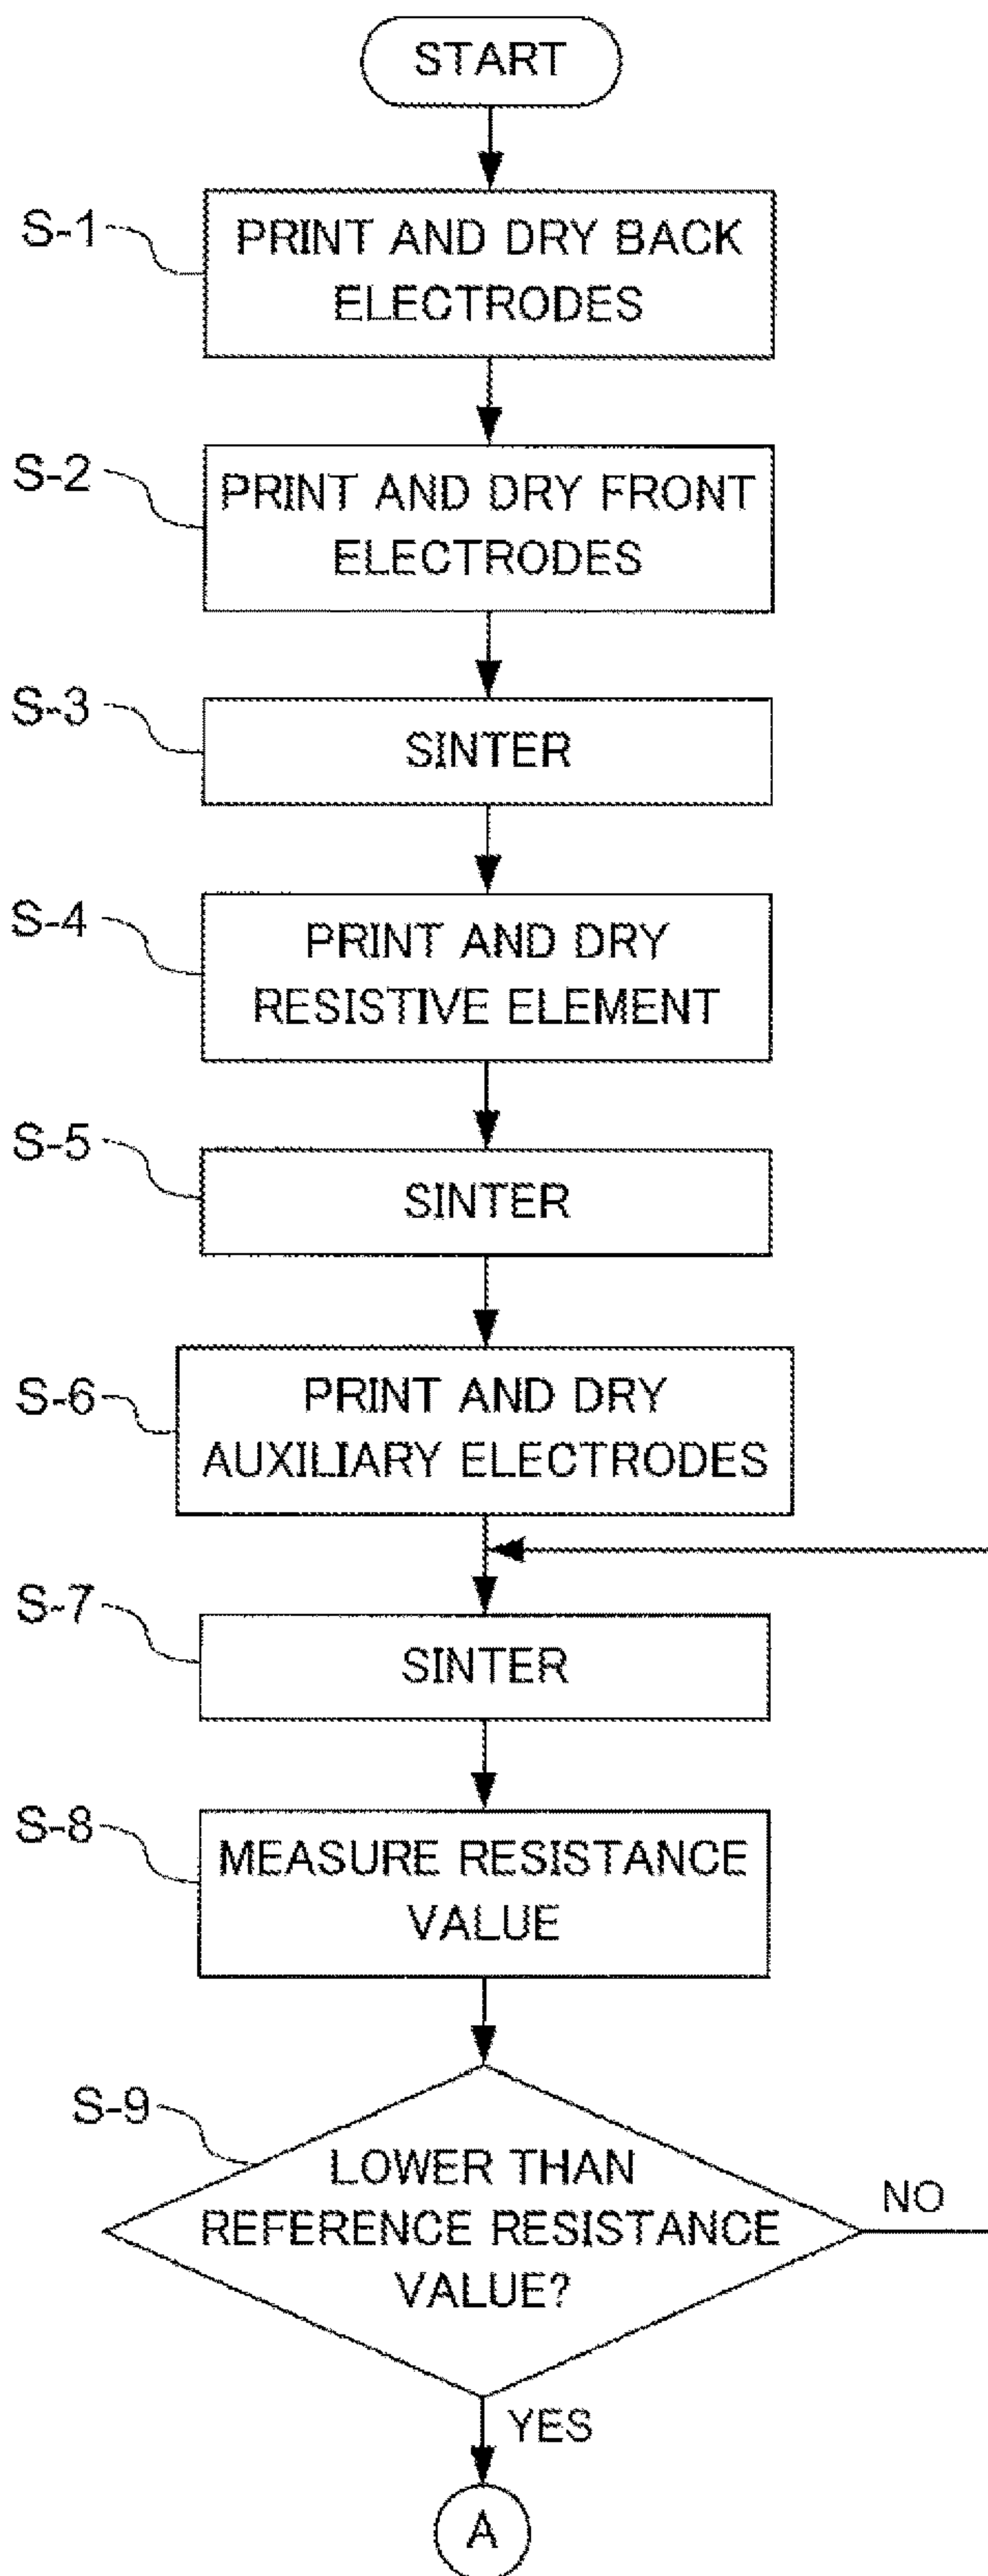 START
S-1
PRINT AND DRY BACK
ELECTRODES
S-2
PRINT AND DRY FRONT
ELECTRODES
S-3
SINTER
S-4
PRINT AND DRY
RESISTIVE ELEMENT
S-5
SINTER
S-6
PRINT AND DRY
AUXILIARY ELECTRODES
S-7
SINTER
S-8
MEASURE RESISTANCE
VALUE
S-9
LOWER THAN
REFERENCE RESISTANCE
VALUE?
NO
YES
A